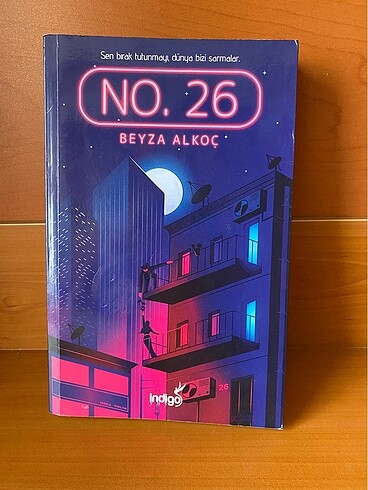 Sen bırak tutunmayı, dünya bizi sarmalar.
NO. 26
BEYZA ALKOÇ
26
indigo